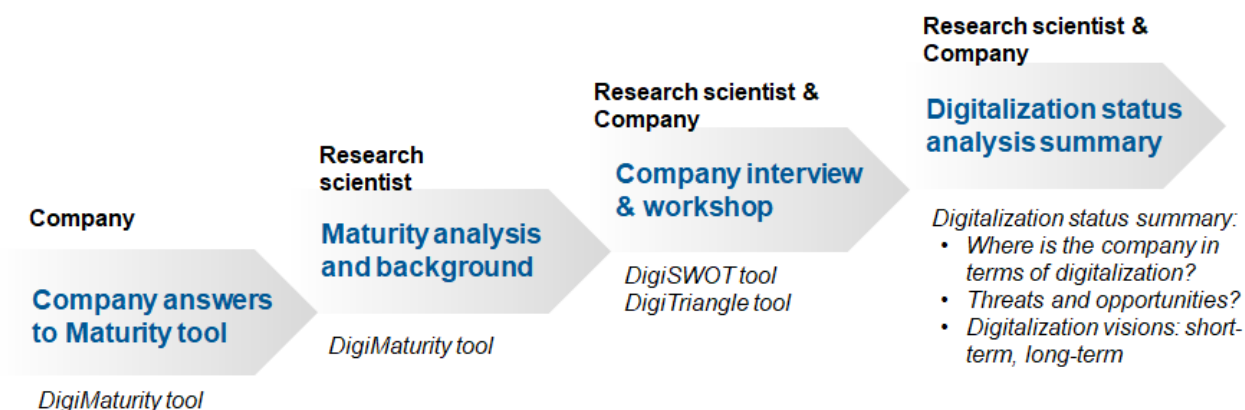 Company
Company answers
to Maturity tool
DigiMaturity tool
Research
scientist
Maturity analysis
and background
DigiMaturity tool
Research scientist &
Company
Company interview
& workshop
DigiSWOT tool
DigiTriangle tool
Research scientist &
Company
Digitalization status
analysis summary
Digitalization status summary:
• Where is the company in
terms of digitalization?
• Threats and opportunities?
• Digitalization visions: short-
term, long-term